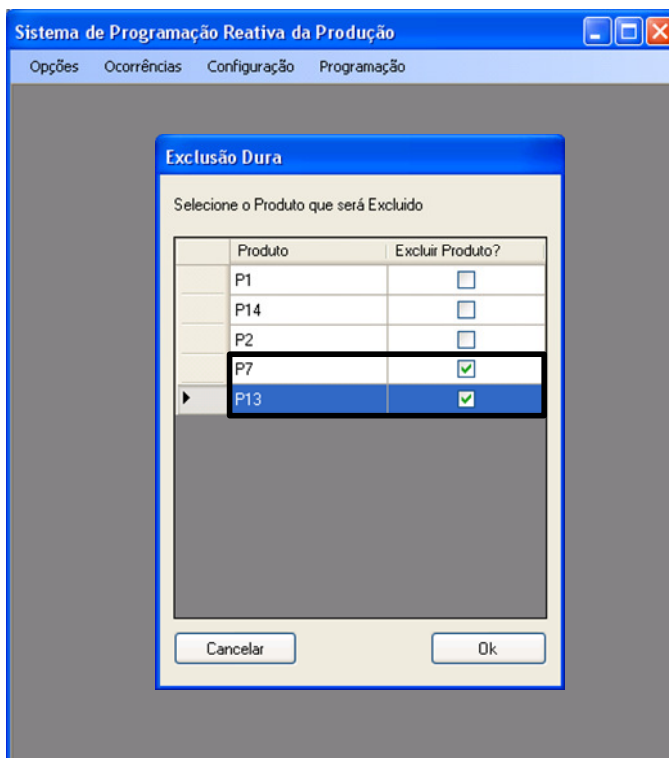 Sistema de Programação Reativa da Produção
Opções Ocorrências Configuração Programação
Exclusão Dura
Selecione o Produto que será Excluido
Produto Excluir Produto?
P1
P14
P2
P7
P13
Cancelar Ok